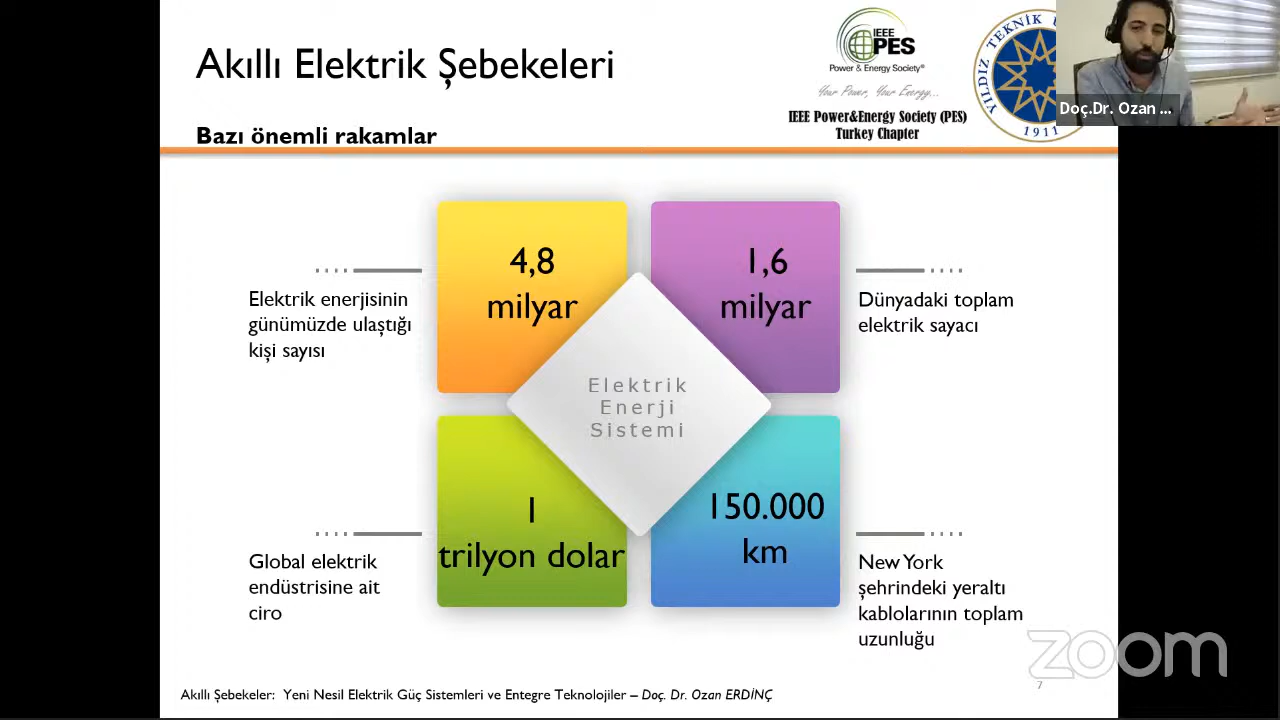 Akıllı Elektrik Şebekeleri
Bazı önemli rakamlar
IEEE
PES
Power & Energy Society®
Your Power, Your Energy...
IEEE Power&Energy Society (PES)
Turkey Chapter
YILDIZ TEKNİK
1911
Doç.Dr. Ozan ...
4,8
milyar
Elektrik enerjisinin
günümüzde ulaştığı
kişi sayısı
1,6
milyar
Dünyadaki toplam
elektrik sayacı
Elektrik
Enerji
Sistemi
1
trilyon dolar
Global elektrik
endüstrisine ait
ciro
150.000
km
New York
şehrindeki yeraltı
kablolarının toplam
uzunluğu
zoom
7
Akıllı Şebekeler: Yeni Nesil Elektrik Güç Sistemleri ve Entegre Teknolojiler – Doç. Dr. Ozan ERDİNÇ